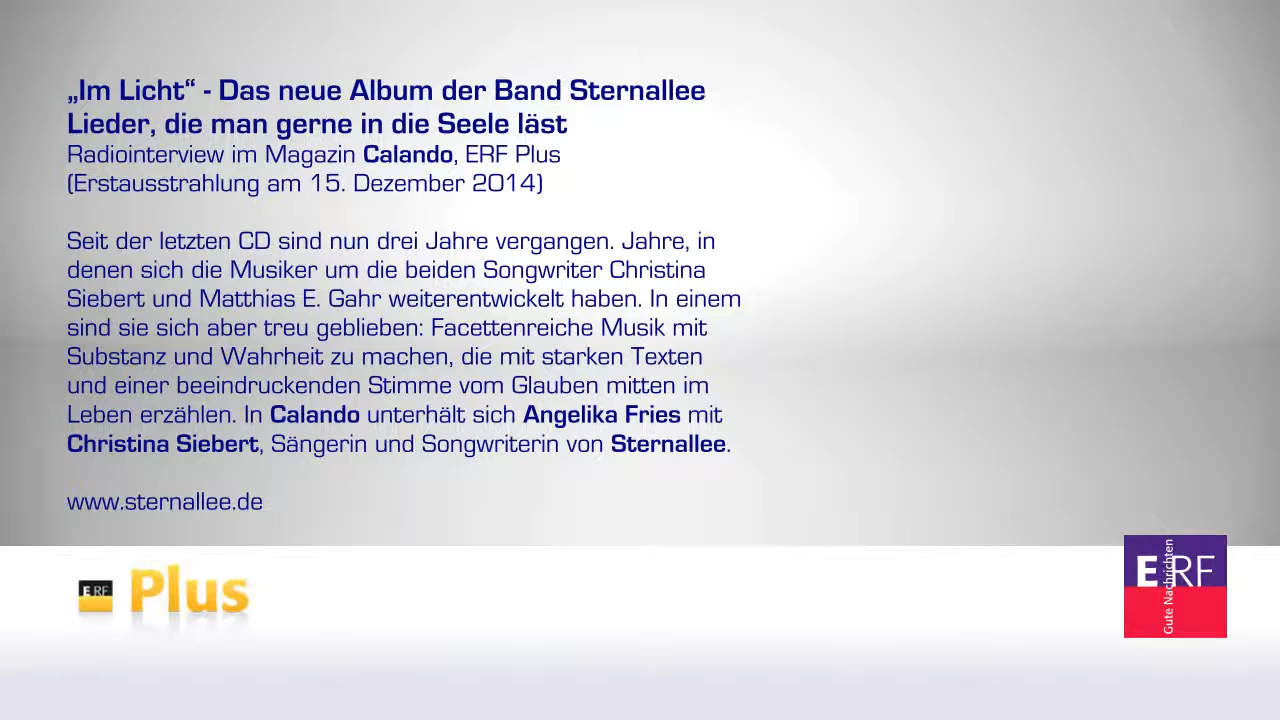 „Im Licht“ - Das neue Album der Band Sternallee
Lieder, die man gerne in die Seele läst
Radiointerview im Magazin Calando, ERF Plus
(Erstausstrahlung am 15. Dezember 2014)
Seit der letzten CD sind nun drei Jahre vergangen. Jahre, in
denen sich die Musiker um die beiden Songwriter Christina
Siebert und Matthias E. Gahr weiterentwickelt haben. In einem
sind sie sich aber treu geblieben: Facettenreiche Musik mit
Substanz und Wahrheit zu machen, die mit starken Texten
und einer beeindruckenden Stimme vom Glauben mitten im
Leben erzählen. In Calando unterhält sich Angelika Fries mit
Christina Siebert, Sängerin und Songwriterin von Sternallee.
www.sternallee.de
ERF Plus
ERF
Gute Nachrichten